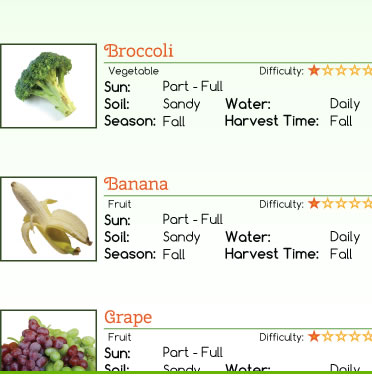 Broccoli
Vegetable Difficulty:
Sun: Part - Full
Soil: Sandy Water: Daily
Season: Fall Harvest Time: Fall
Banana
Fruit Difficulty:
Sun: Part - Full
Soil: Sandy Water: Daily
Season: Fall Harvest Time: Fall
Grape
Fruit Difficulty:
Sun: Part - Full
Soil: Sandy Water: Daily